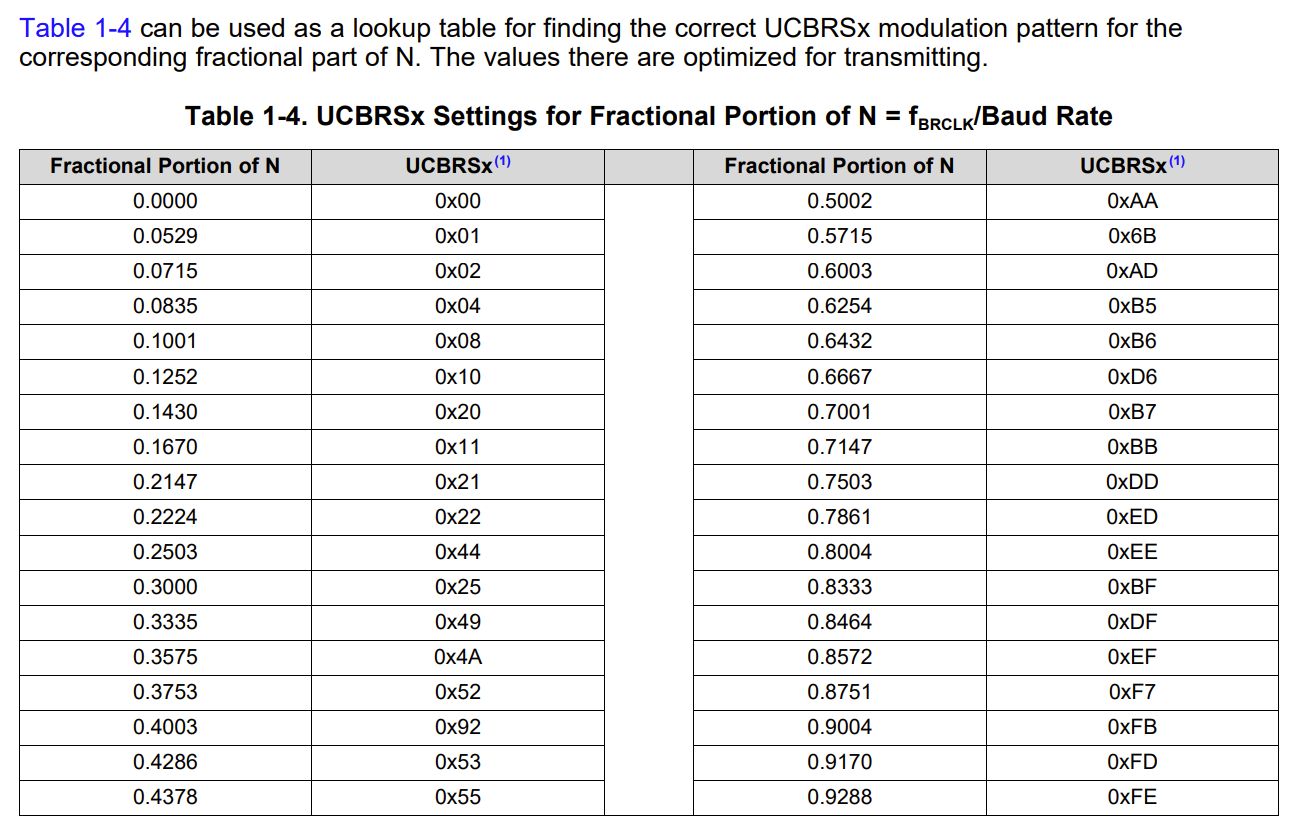 Table 1-4 can be used as a lookup table for finding the correct UCBRSx modulation pattern for the
corresponding fractional part of N. The values there are optimized for transmitting.
Table 1-4. UCBRSx Settings for Fractional Portion of N = fBRCLK/Baud Rate
Fractional Portion of N UCBRSx(1) Fractional Portion of N UCBRSx(1)
0.0000 0x00 0.5002 0xAA
0.0529 0x01 0.5715 0x6B
0.0715 0x02 0.6003 0xAD
0.0835 0x04 0.6254 0xB5
0.1001 0x08 0.6432 0xB6
0.1252 0x10 0.6667 0xD6
0.1430 0x20 0.7001 0xB7
0.1670 0x11 0.7147 0xBB
0.2147 0x21 0.7503 0xDD
0.2224 0x22 0.7861 0xED
0.2503 0x44 0.8004 0xEE
0.3000 0x25 0.8333 0xBF
0.3335 0x49 0.8464 0xDF
0.3575 0x4A 0.8572 0xEF
0.3753 0x52 0.8751 0xF7
0.4003 0x92 0.9004 0xFB
0.4286 0x53 0.9170 0xFD
0.4378 0x55 0.9288 0xFE